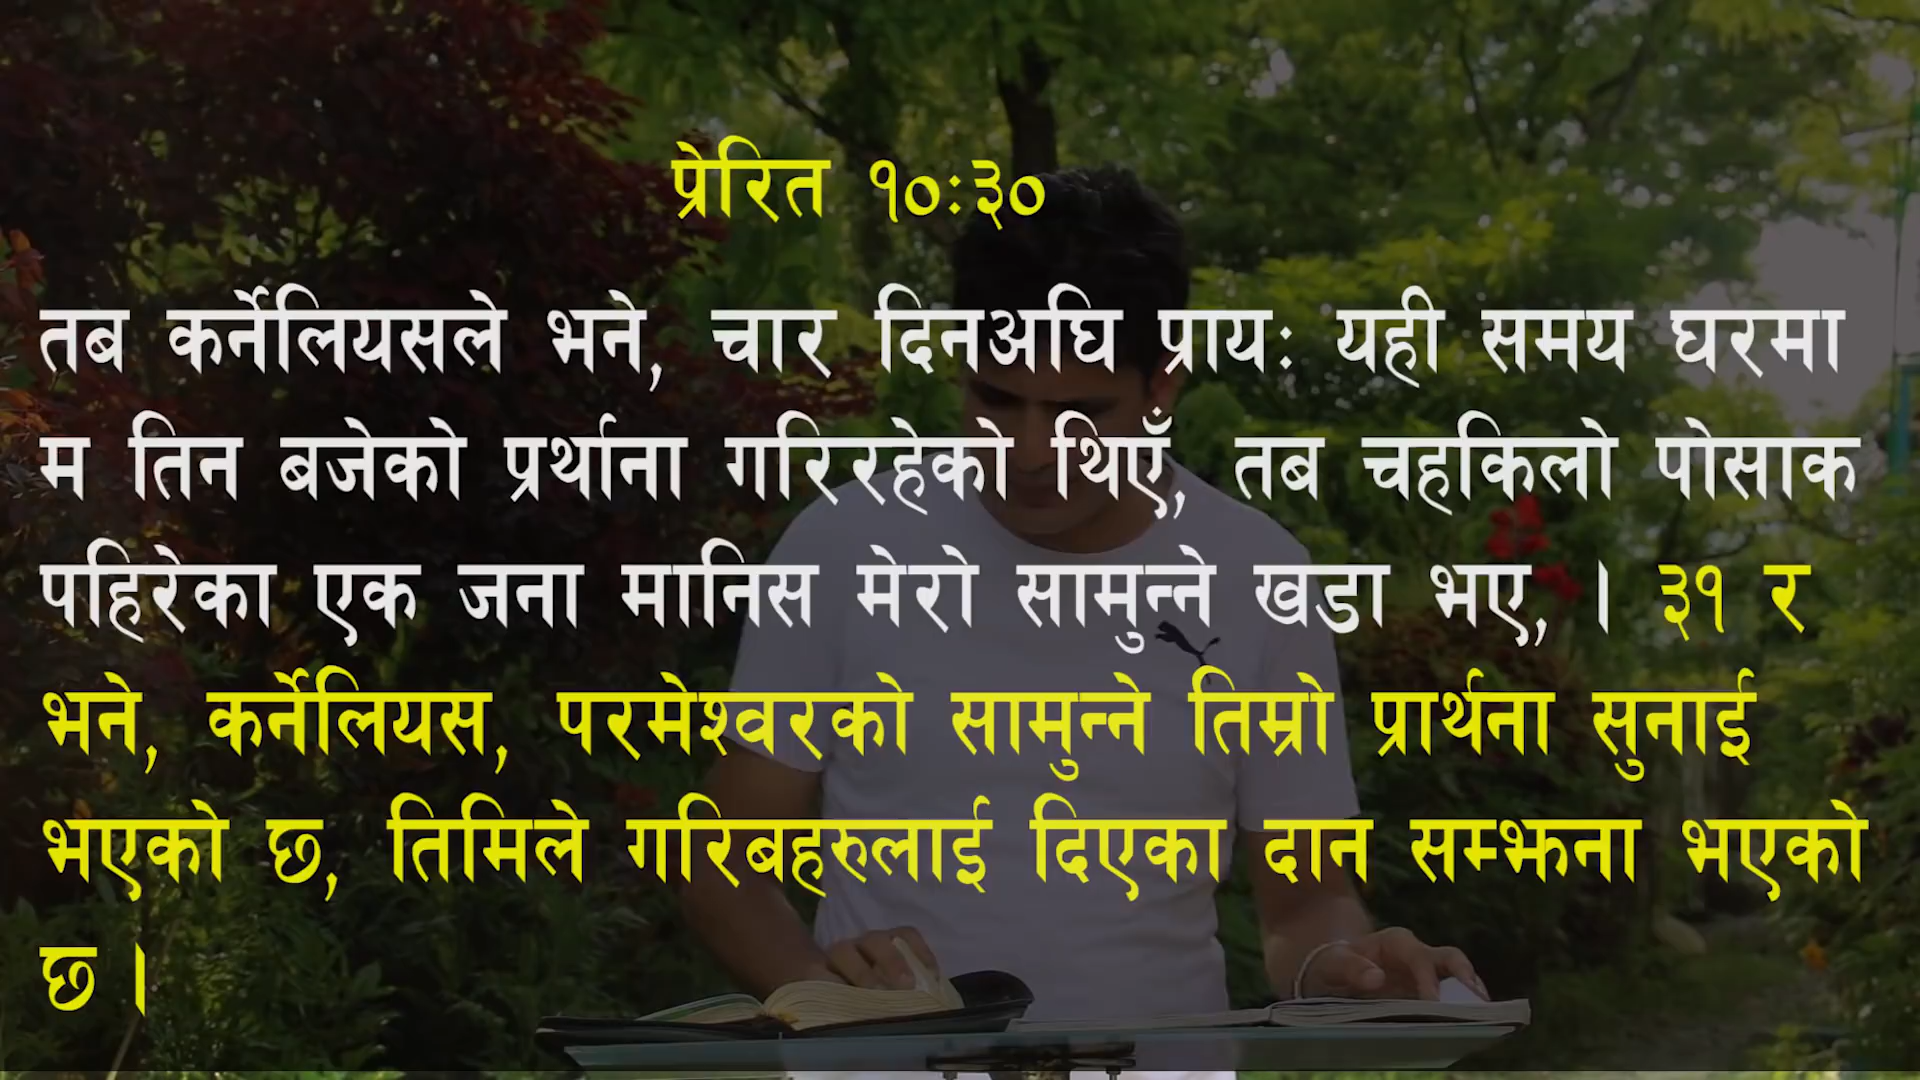 प्रेरित १०ः३०
तब कर्नेलियसले भने, चार दिनअघि प्रायः यही समय घरमा
म तिन बजेको प्रर्थाना गरिरहेको थिएँ, तब चहकिलो पोसाक
पहिरेका एक जना मानिस मेरो सामुन्ने खडा भए, । ३१ र
भने, कर्नेलियस, परमेश्वरको सामुन्ने तिम्रो प्रार्थना सुनाई
भएको छ, तिमिले गरिबहरुलाई दिएका दान सम्झना भएको
छ ।